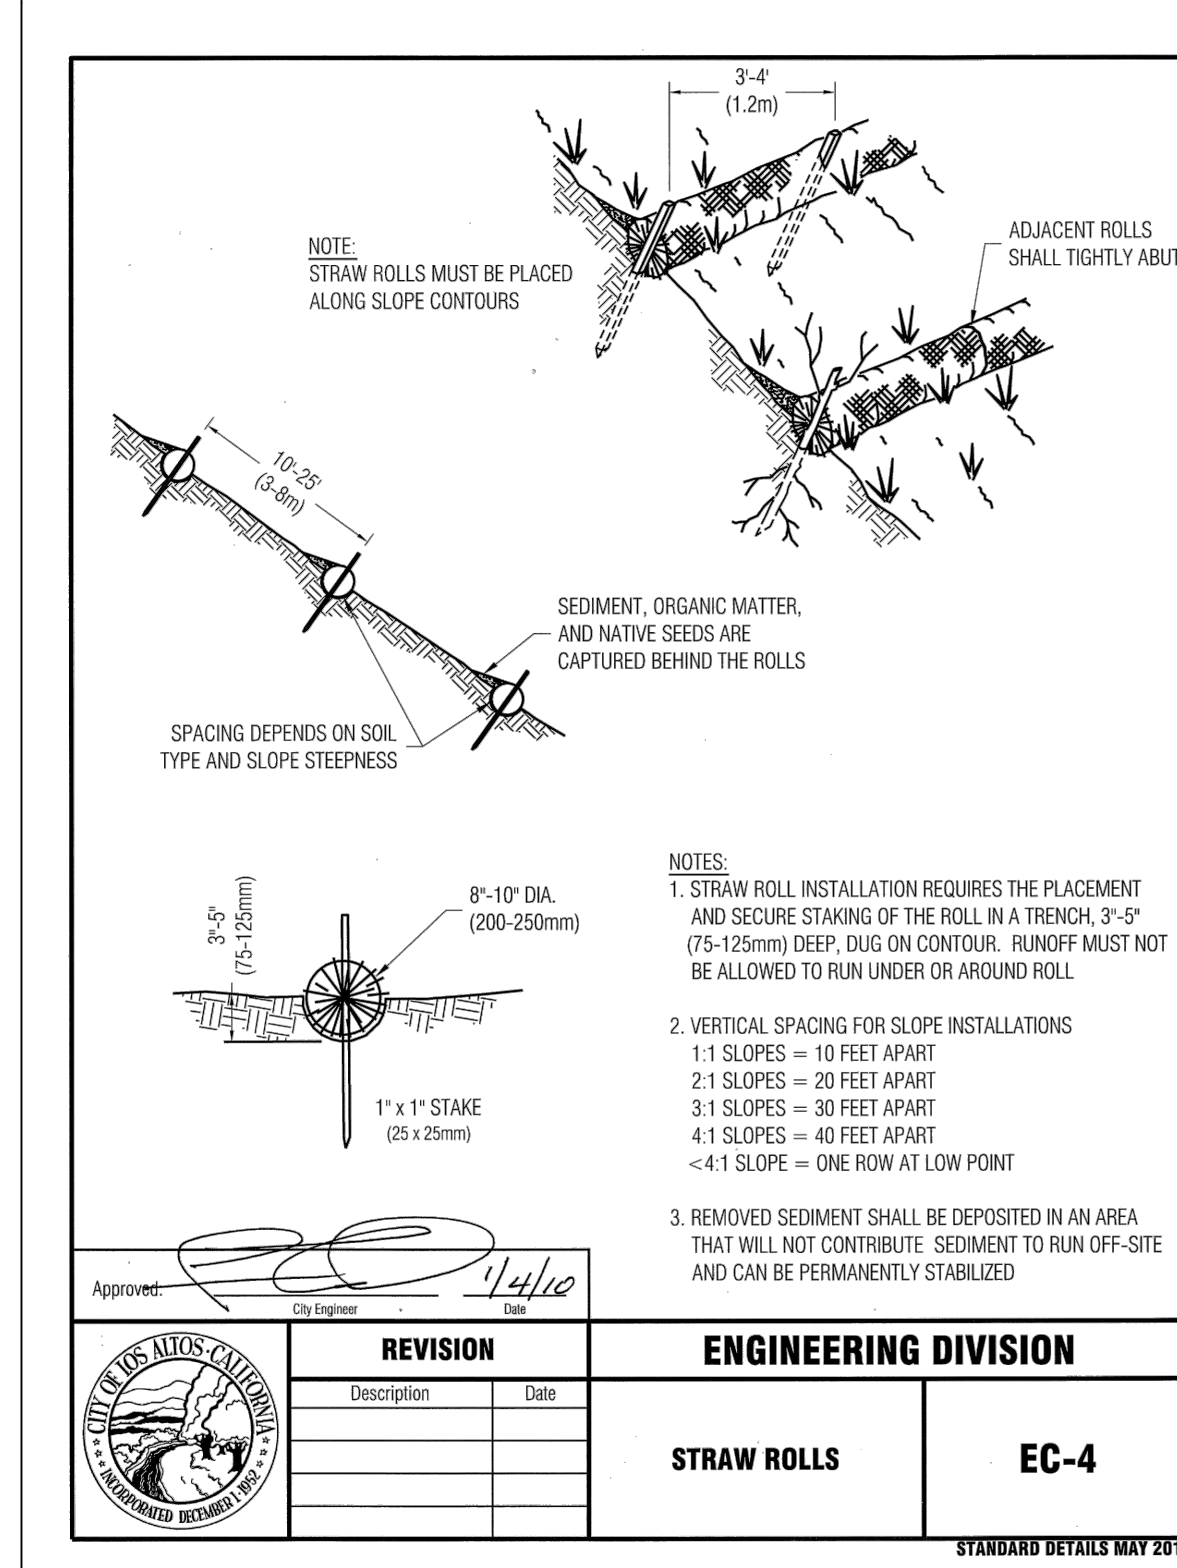 3'-4'
(1.2m)
NOTE:
STRAW ROLLS MUST BE PLACED
ALONG SLOPE CONTOURS
ADJACENT ROLLS
SHALL TIGHTLY ABUT
10'-25'
(3-8m)
SEDIMENT, ORGANIC MATTER,
AND NATIVE SEEDS ARE
CAPTURED BEHIND THE ROLLS
SPACING DEPENDS ON SOIL
TYPE AND SLOPE STEEPNESS
3"-5"
(75-125mm)
8"-10" DIA.
(200-250mm)
1" x 1" STAKE
(25 x 25mm)
NOTES:
1. STRAW ROLL INSTALLATION REQUIRES THE PLACEMENT
AND SECURE STAKING OF THE ROLL IN A TRENCH, 3"-5"
(75-125mm) DEEP, DUG ON CONTOUR. RUNOFF MUST NOT
BE ALLOWED TO RUN UNDER OR AROUND ROLL
2. VERTICAL SPACING FOR SLOPE INSTALLATIONS
1:1 SLOPES = 10 FEET APART
2:1 SLOPES = 20 FEET APART
3:1 SLOPES = 30 FEET APART
4:1 SLOPES = 40 FEET APART
<4:1 SLOPE = ONE ROW AT LOW POINT
3. REMOVED SEDIMENT SHALL BE DEPOSITED IN AN AREA
THAT WILL NOT CONTRIBUTE SEDIMENT TO RUN OFF-SITE
AND CAN BE PERMANENTLY STABILIZED
Approved: 1/4/10
City Engineer Date
CITY OF LOS ALTOS · CALIFORNIA
INCORPORATED DECEMBER 1·1952
REVISION
Description Date
ENGINEERING DIVISION
STRAW ROLLS
EC-4
STANDARD DETAILS MAY 201